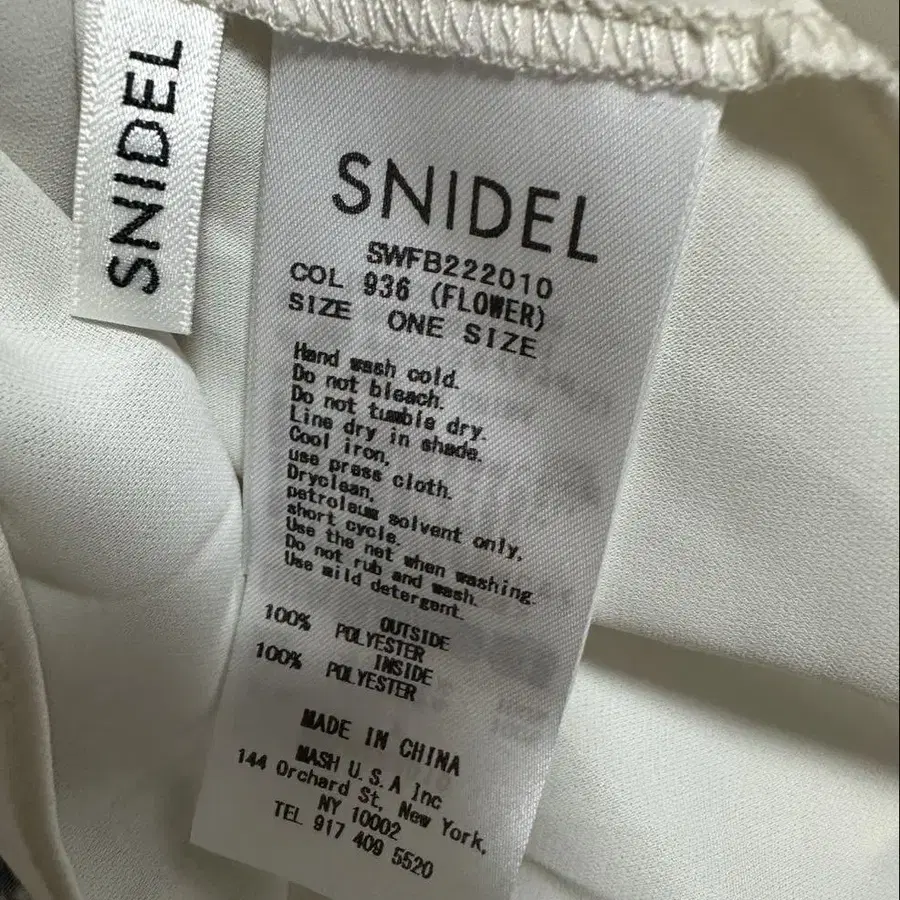 SNIDEL
SNIDEL
SWFB222010
COL 936 (FLOWER)
SIZE ONE SIZE
Hand wash cold.
Do not bleach.
Do not tumble dry.
Line dry in shade.
Cool iron,
use press cloth.
Dryclean,
petroleum solvent only,
short cycle.
Use the net when washing.
Do not rub and wash.
Use mild detergent.
OUTSIDE
100% POLYESTER
INSIDE
100% POLYESTER
MADE IN CHINA
MASH U.S.A Inc
144 Orchard St, New York,
NY 10002
TEL 917 409 5520